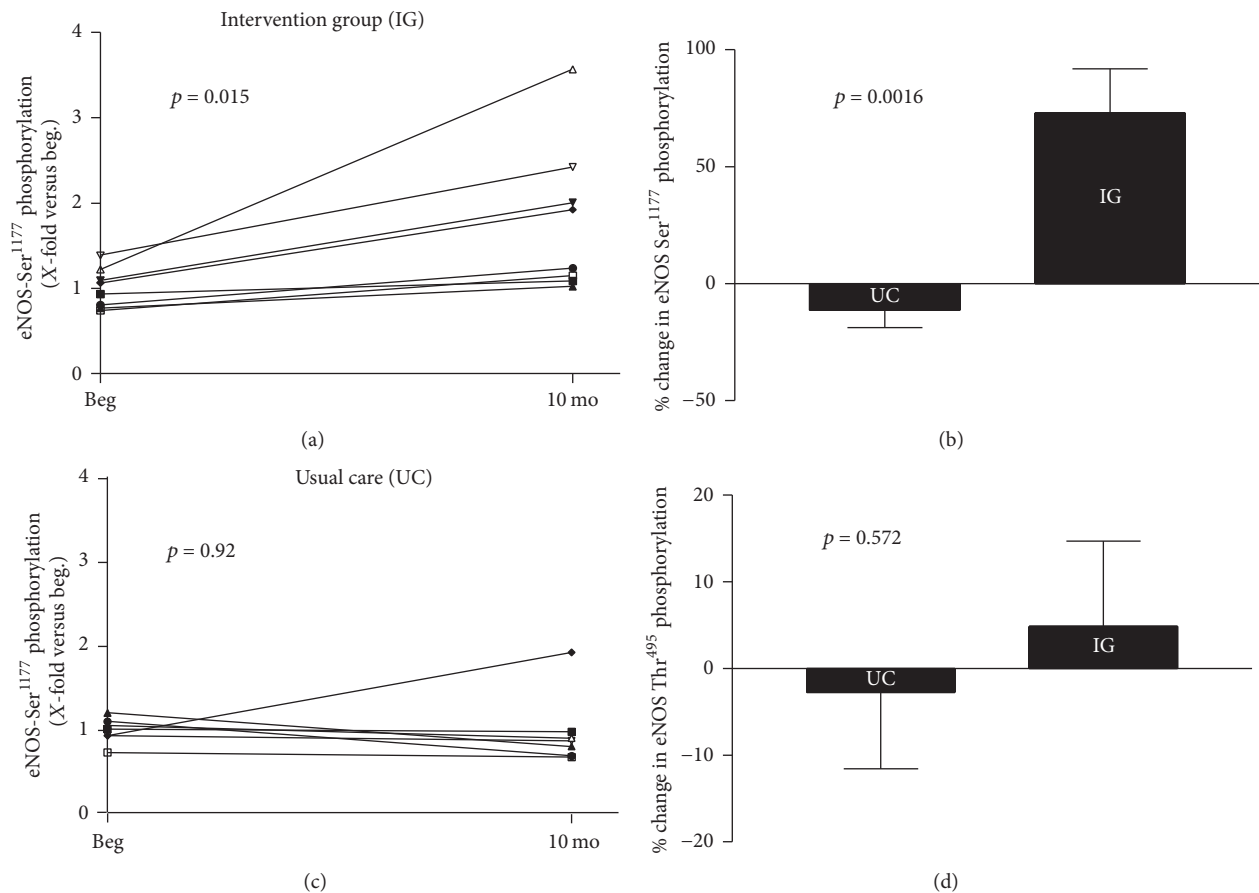 (a)
Intervention group (IG)
eNOS-Ser¹¹⁷⁷ phosphorylation
(X-fold versus beg.)
4
3
2
1
0
p = 0.015
Beg
10 mo
(a)
% change in eNOS Ser¹¹⁷⁷ phosphorylation
100
50
0
−50
p = 0.0016
UC
IG
(b)
Usual care (UC)
eNOS-Ser¹¹⁷⁷ phosphorylation
(X-fold versus beg.)
4
3
2
1
0
p = 0.92
Beg
10 mo
(c)
% change in eNOS Thr⁴⁹⁵ phosphorylation
20
10
0
−10
−20
p = 0.572
UC
IG
(d)